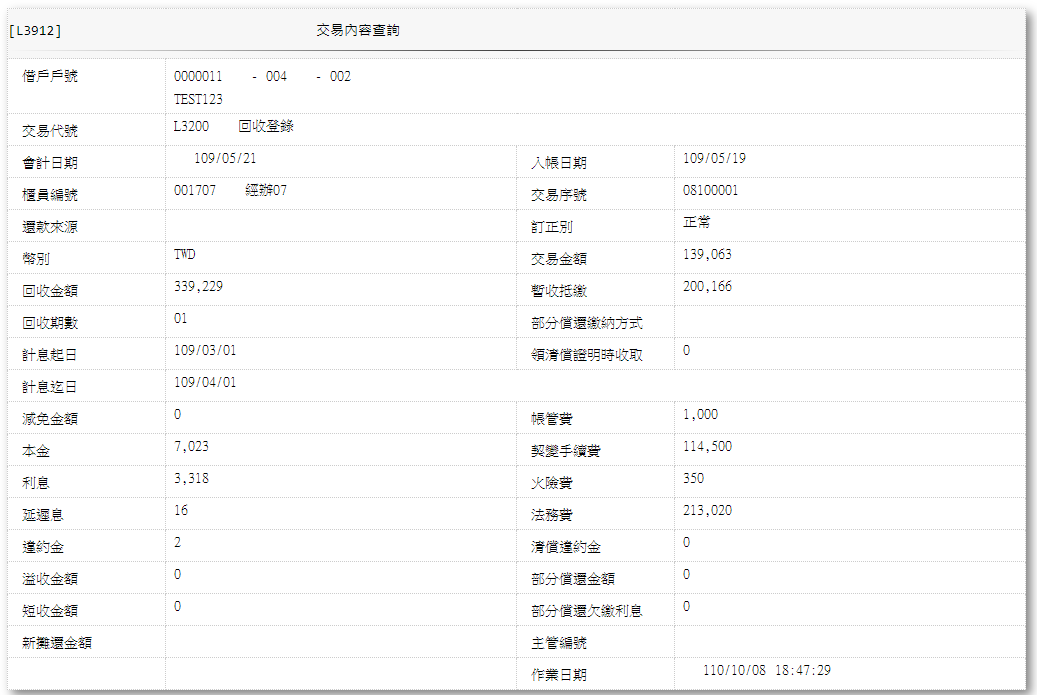 [L3912] 交易內容查詢
借戶戶號 0000011 - 004 - 002
TEST123
交易代號 L3200 回收登錄
會計日期 109/05/21 入帳日期 109/05/19
櫃員編號 001707 經辦07 交易序號 08100001
還款來源 訂正別 正常
幣別 TWD 交易金額 139,063
回收金額 339,229 暫收抵繳 200,166
回收期數 01 部分償還繳納方式
計息起日 109/03/01 領清償證明時收取 0
計息迄日 109/04/01
減免金額 0 帳管費 1,000
本金 7,023 契變手續費 114,500
利息 3,318 火險費 350
延遲息 16 法務費 213,020
違約金 2 清償違約金 0
溢收金額 0 部分償還金額 0
短收金額 0 部分償還欠繳利息 0
新攤還金額 主管編號
作業日期 110/10/08 18:47:29